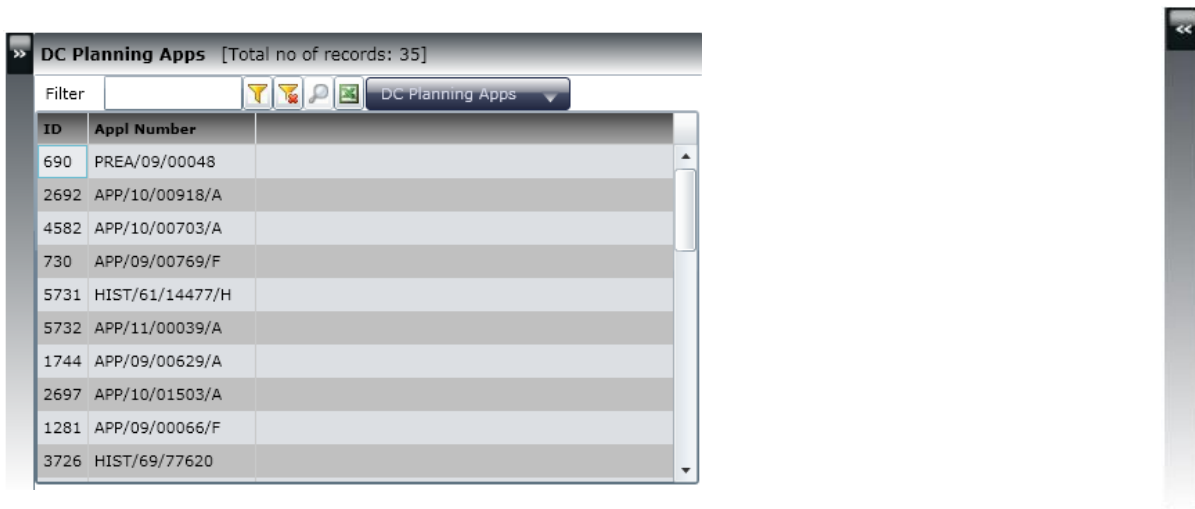 DC Planning Apps [Total no of records: 35]
Filter DC Planning Apps
ID Appl Number
690 PREA/09/00048
2692 APP/10/00918/A
4582 APP/10/00703/A
730 APP/09/00769/F
5731 HIST/61/14477/H
5732 APP/11/00039/A
1744 APP/09/00629/A
2697 APP/10/01503/A
1281 APP/09/00066/F
3726 HIST/69/77620